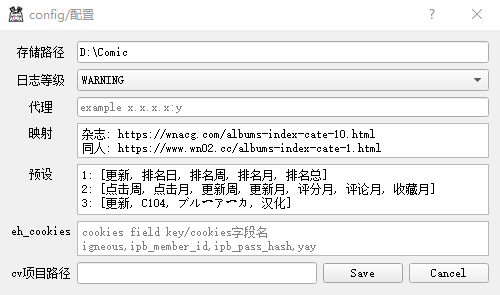 config/配置
存储路径 D:\Comic
日志等级 WARNING
代理 example x.x.x.x:y
映射 杂志: https://wnacg.com/albums-index-cate-10.html
同人: https://www.wn02.cc/albums-index-cate-1.html
预设 1: [更新, 排名日, 排名周, 排名月, 排名总]
2: [点击周, 点击月, 更新周, 更新月, 评分月, 评论月, 收藏月]
3: [更新, C104, ブルーアーカ, 汉化]
eh_cookies cookies field key/cookies字段名
igneous,ipb_member_id,ipb_pass_hash,yay
cv项目路径 Save Cancel